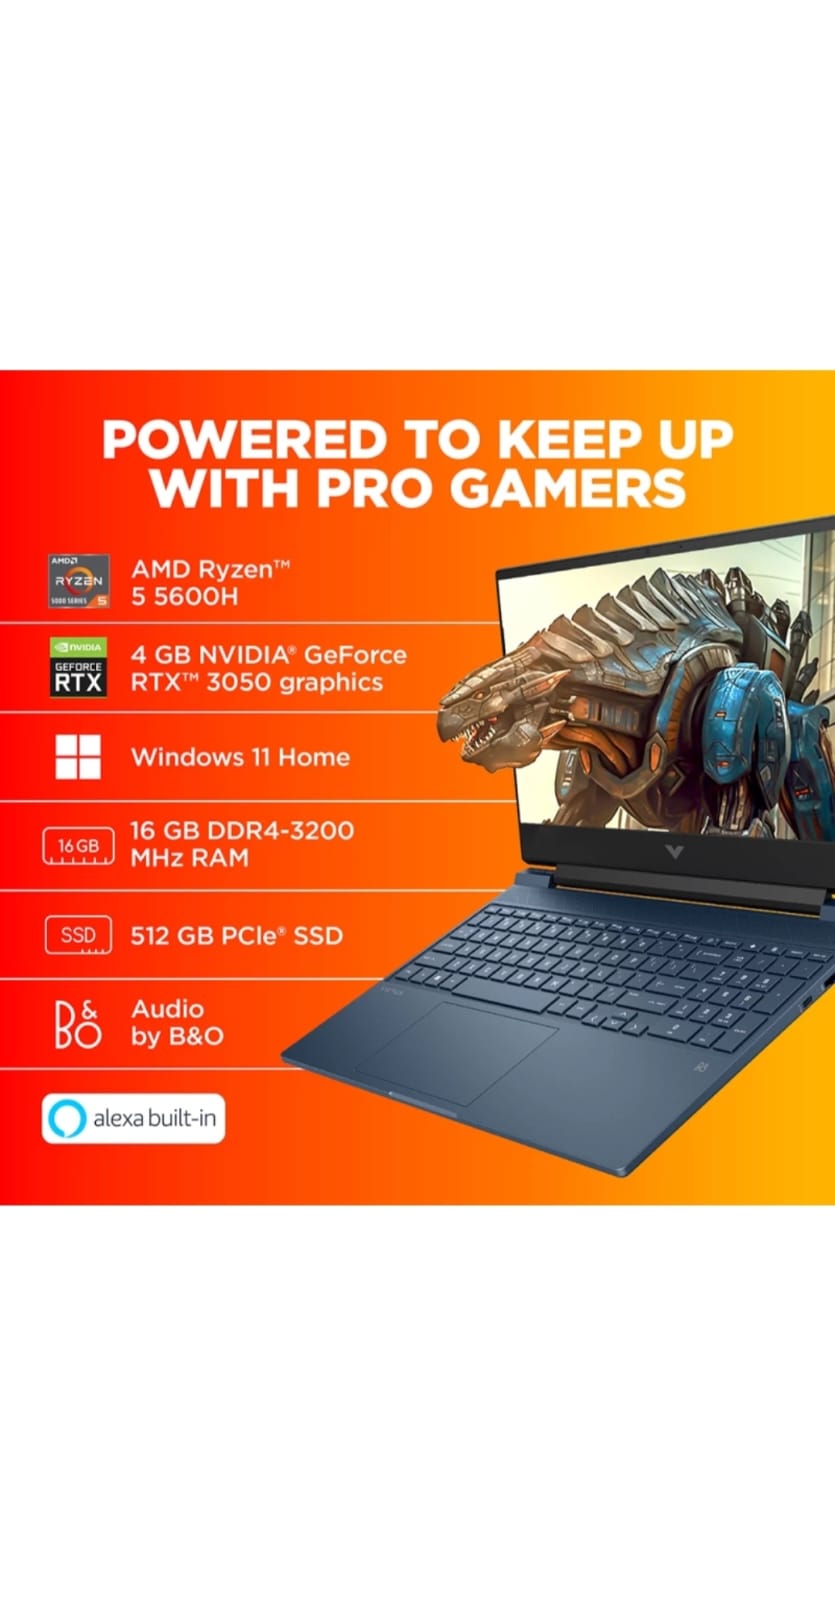 POWERED TO KEEP UP
WITH PRO GAMERS
AMD
RYZEN
5000 SERIES 5
AMD Ryzen™
5 5600H
NVIDIA
GEFORCE
RTX
4 GB NVIDIA® GeForce
RTX™ 3050 graphics
Windows 11 Home
16 GB
16 GB DDR4-3200
MHz RAM
SSD
512 GB PCIe® SSD
B&O
Audio
by B&O
alexa built-in